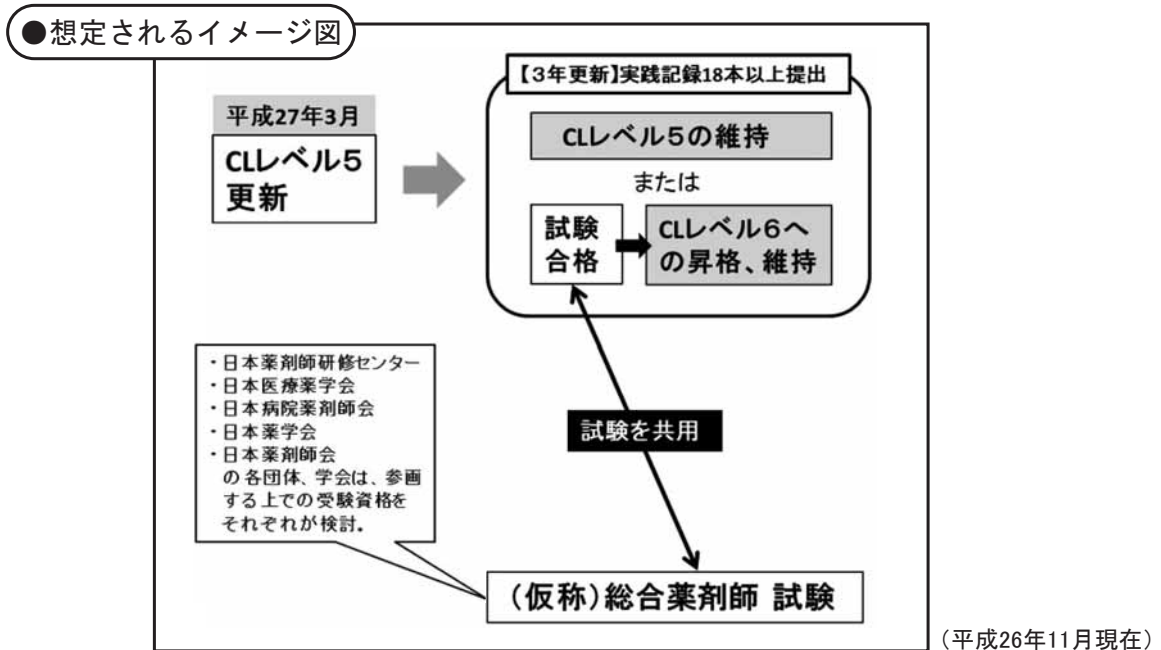 ●想定されるイメージ図
【３年更新】実践記録18本以上提出
平成27年3月
CLレベル５
更新
CLレベル５の維持
または
試験
合格
CLレベル６へ
の昇格、維持
・日本薬剤師研修センター
・日本医療薬学会
・日本病院薬剤師会
・日本薬学会
・日本薬剤師会
の各団体、学会は、参画
する上での受験資格を
それぞれが検討。
試験を共用
（仮称）総合薬剤師 試験
（平成26年11月現在）